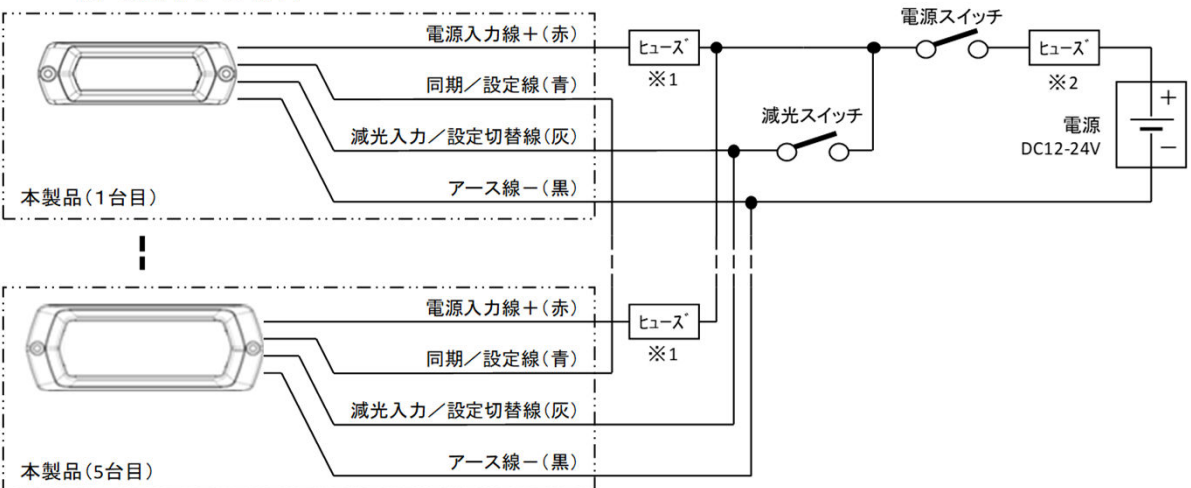 電源スイッチ
電源入力線＋（赤）
ﾋｭｰｽﾞ
ﾋｭｰｽﾞ
※1
※2
同期／設定線（青）
減光スイッチ
＋
電源
DC12-24V
－
減光入力／設定切替線（灰）
アース線－（黒）
本製品（1台目）
電源入力線＋（赤）
ﾋｭｰｽﾞ
※1
同期／設定線（青）
減光入力／設定切替線（灰）
アース線－（黒）
本製品（5台目）